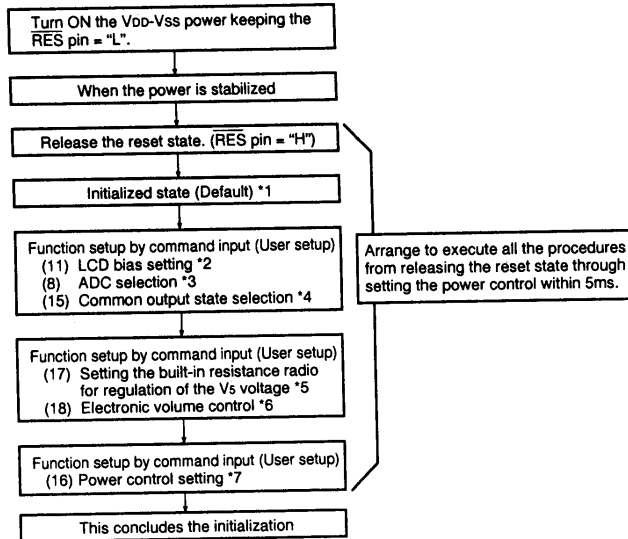 Turn ON the VDD-VSS power keeping the
RES pin = "L".
When the power is stabilized
Release the reset state. (RES pin = "H")
Initialized state (Default) *1
Function setup by command input (User setup)
(11) LCD bias setting *2
(8) ADC selection *3
(15) Common output state selection *4
Function setup by command input (User setup)
(17) Setting the built-in resistance radio
for regulation of the V5 voltage *5
(18) Electronic volume control *6
Function setup by command input (User setup)
(16) Power control setting *7
This concludes the initialization
Arrange to execute all the procedures
from releasing the reset state through
setting the power control within 5ms.